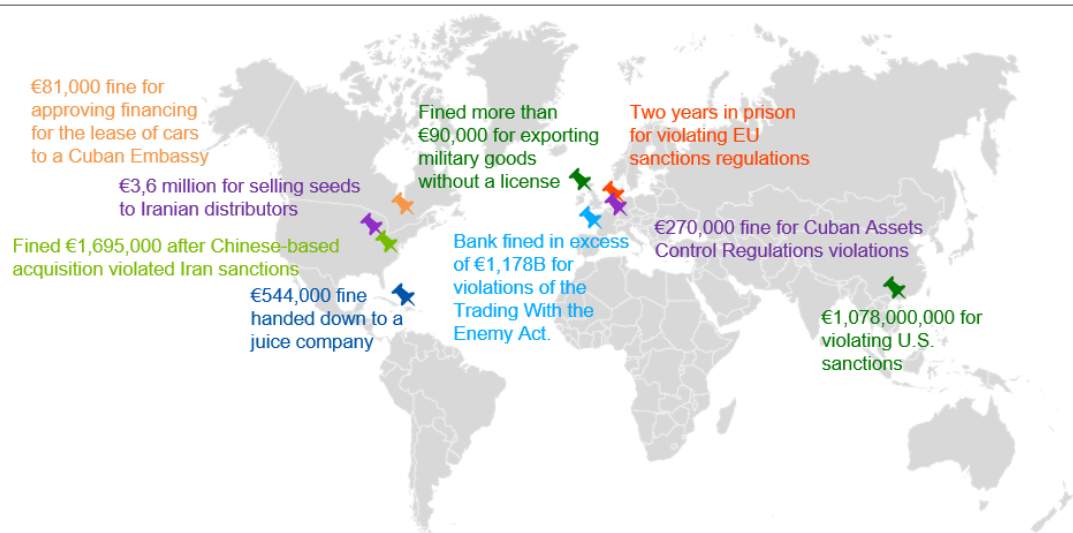 €81,000 fine for
approving financing
for the lease of cars
to a Cuban Embassy
Fined more than
€90,000 for exporting
military goods
without a license
Two years in prison
for violating EU
sanctions regulations
€3,6 million for selling seeds
to Iranian distributors
Fined €1,695,000 after Chinese-based
acquisition violated Iran sanctions
€544,000 fine
handed down to a
juice company
Bank fined in excess
of €1,178B for
violations of the
Trading With the
Enemy Act.
€270,000 fine for Cuban Assets
Control Regulations violations
€1,078,000,000 for
violating U.S.
sanctions